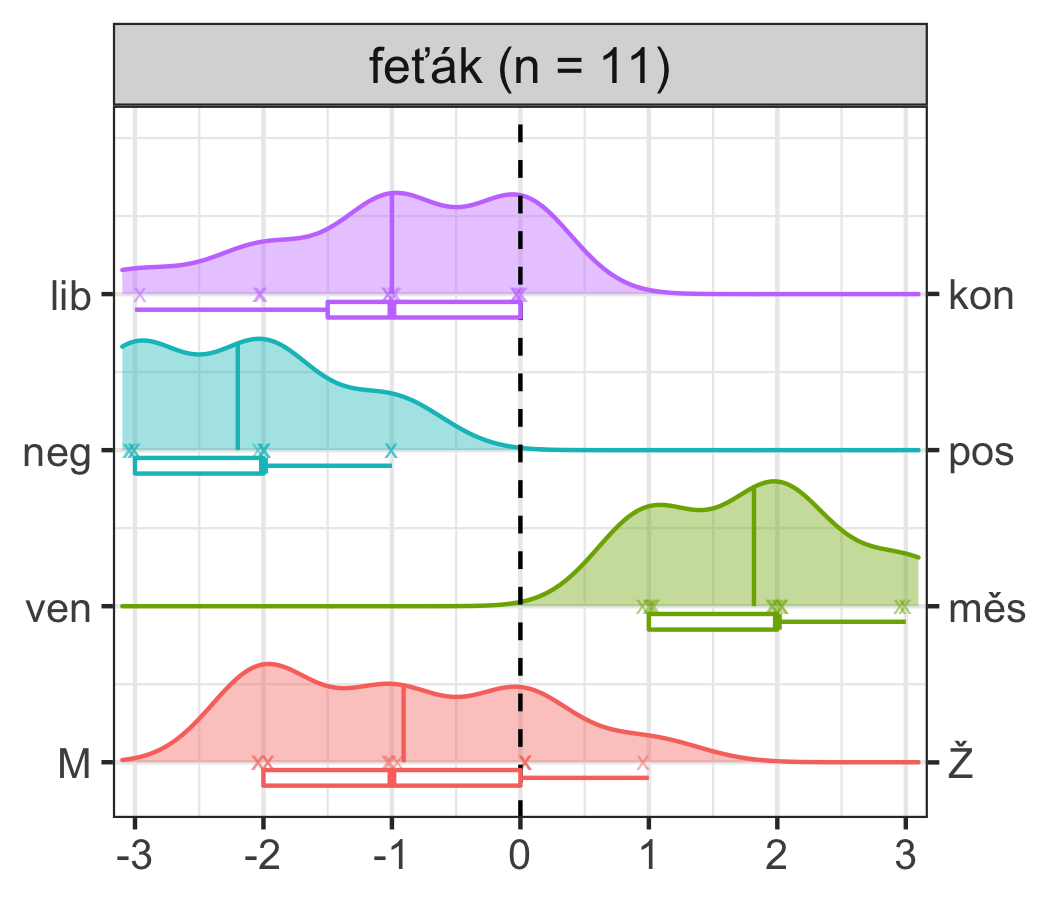 feťák (n = 11)
lib kon
neg pos
ven měs
M Ž
-3 -2 -1 0 1 2 3